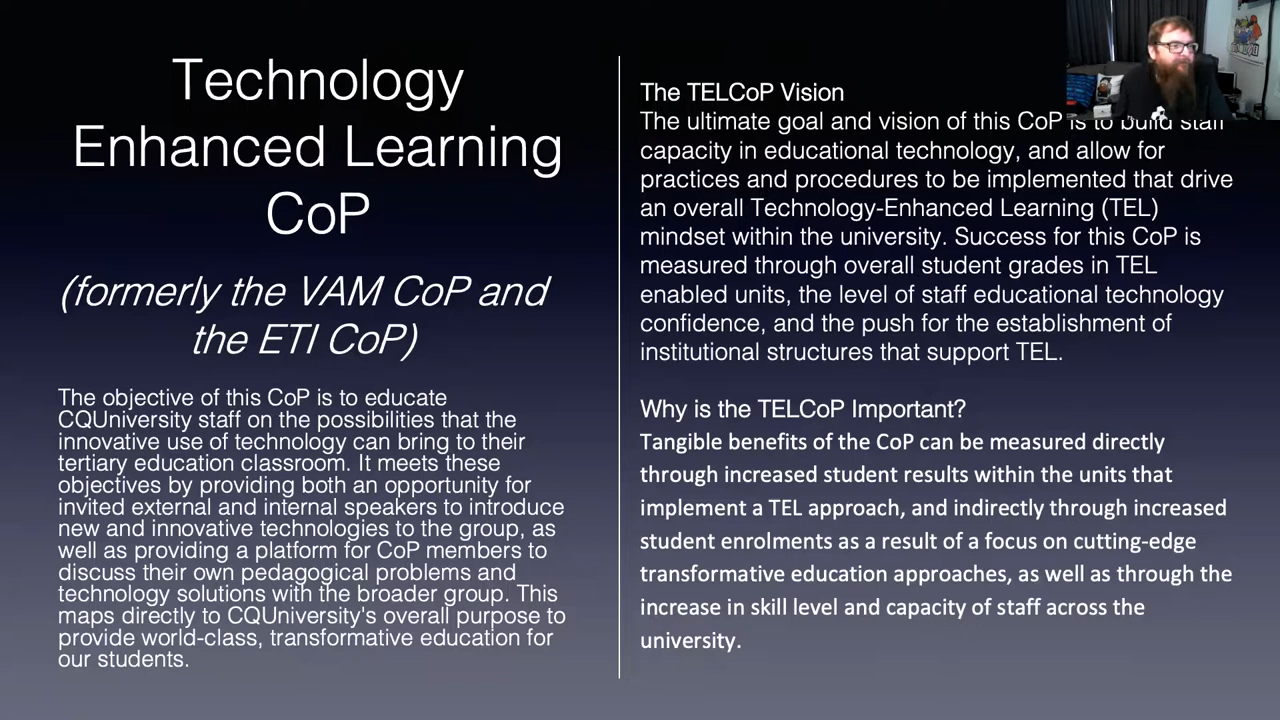 Technology
Enhanced Learning
CoP
(formerly the VAM CoP and
the ETI CoP)
The objective of this CoP is to educate
CQUniversity staff on the possibilities that the
innovative use of technology can bring to their
tertiary education classroom. It meets these
objectives by providing both an opportunity for
invited external and internal speakers to introduce
new and innovative technologies to the group, as
well as providing a platform for CoP members to
discuss their own pedagogical problems and
technology solutions with the broader group. This
maps directly to CQUniversity's overall purpose to
provide world-class, transformative education for
our students.
The TELCoP Vision
The ultimate goal and vision of this CoP is to build staff
capacity in educational technology, and allow for
practices and procedures to be implemented that drive
an overall Technology-Enhanced Learning (TEL)
mindset within the university. Success for this CoP is
measured through overall student grades in TEL
enabled units, the level of staff educational technology
confidence, and the push for the establishment of
institutional structures that support TEL.
Why is the TELCoP Important?
Tangible benefits of the CoP can be measured directly
through increased student results within the units that
implement a TEL approach, and indirectly through increased
student enrolments as a result of a focus on cutting-edge
transformative education approaches, as well as through the
increase in skill level and capacity of staff across the
university.